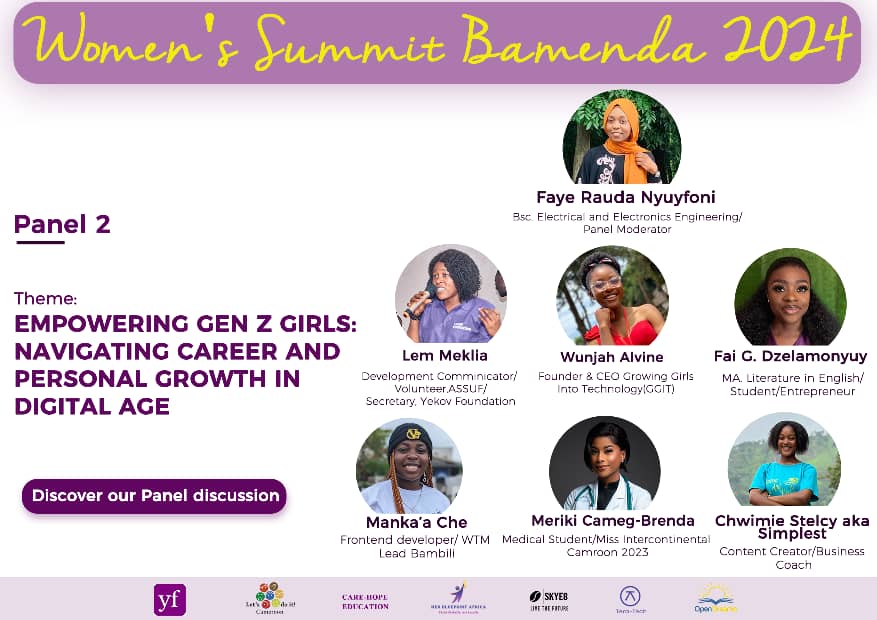 Women's Summit Bamenda 2024
Faye Rauda Nyuyfoni
Bsc. Electrical and Electronics Engineering/
Panel Moderator
Panel 2
Theme:
EMPOWERING GEN Z GIRLS:
NAVIGATING CAREER AND
PERSONAL GROWTH IN
DIGITAL AGE
Discover our Panel discussion
Lem Meklia
Development Comminicator/
Volunteer,ASSUF/
Secretary, Yekov Foundation
Wunjah Alvine
Founder & CEO Growing Girls
Into Technology(GGIT)
Fai G. Dzelamonyuy
MA. Literature in English/
Student/Entrepreneur
Manka'a Che
Frontend developer/ WTM
Lead Bambili
Meriki Cameg-Brenda
Medical Student/Miss Intercontinental
Camroon 2023
Chwimie Stelcy aka
Simplest
Content Creator/Business
Coach
yf
Let's do it!
Cameroon
CARE-HOPE
EDUCATION
HER BLUEPRINT AFRICA
SKYEB
LIVE THE FUTURE
Tera-Tech
OpenDreams